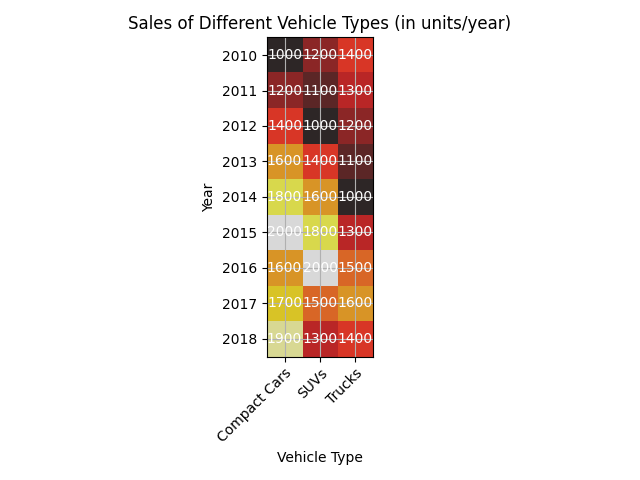 Sales of Different Vehicle Types (in units/year)
2010 1000 1200 1400
2011 1200 1100 1300
2012 1400 1000 1200
2013 1600 1400 1100
2014 1800 1600 1000
2015 2000 1800 1300
2016 1600 2000 1500
2017 1700 1500 1600
2018 1900 1300 1400
Year
Compact Cars
SUVs
Trucks
Vehicle Type